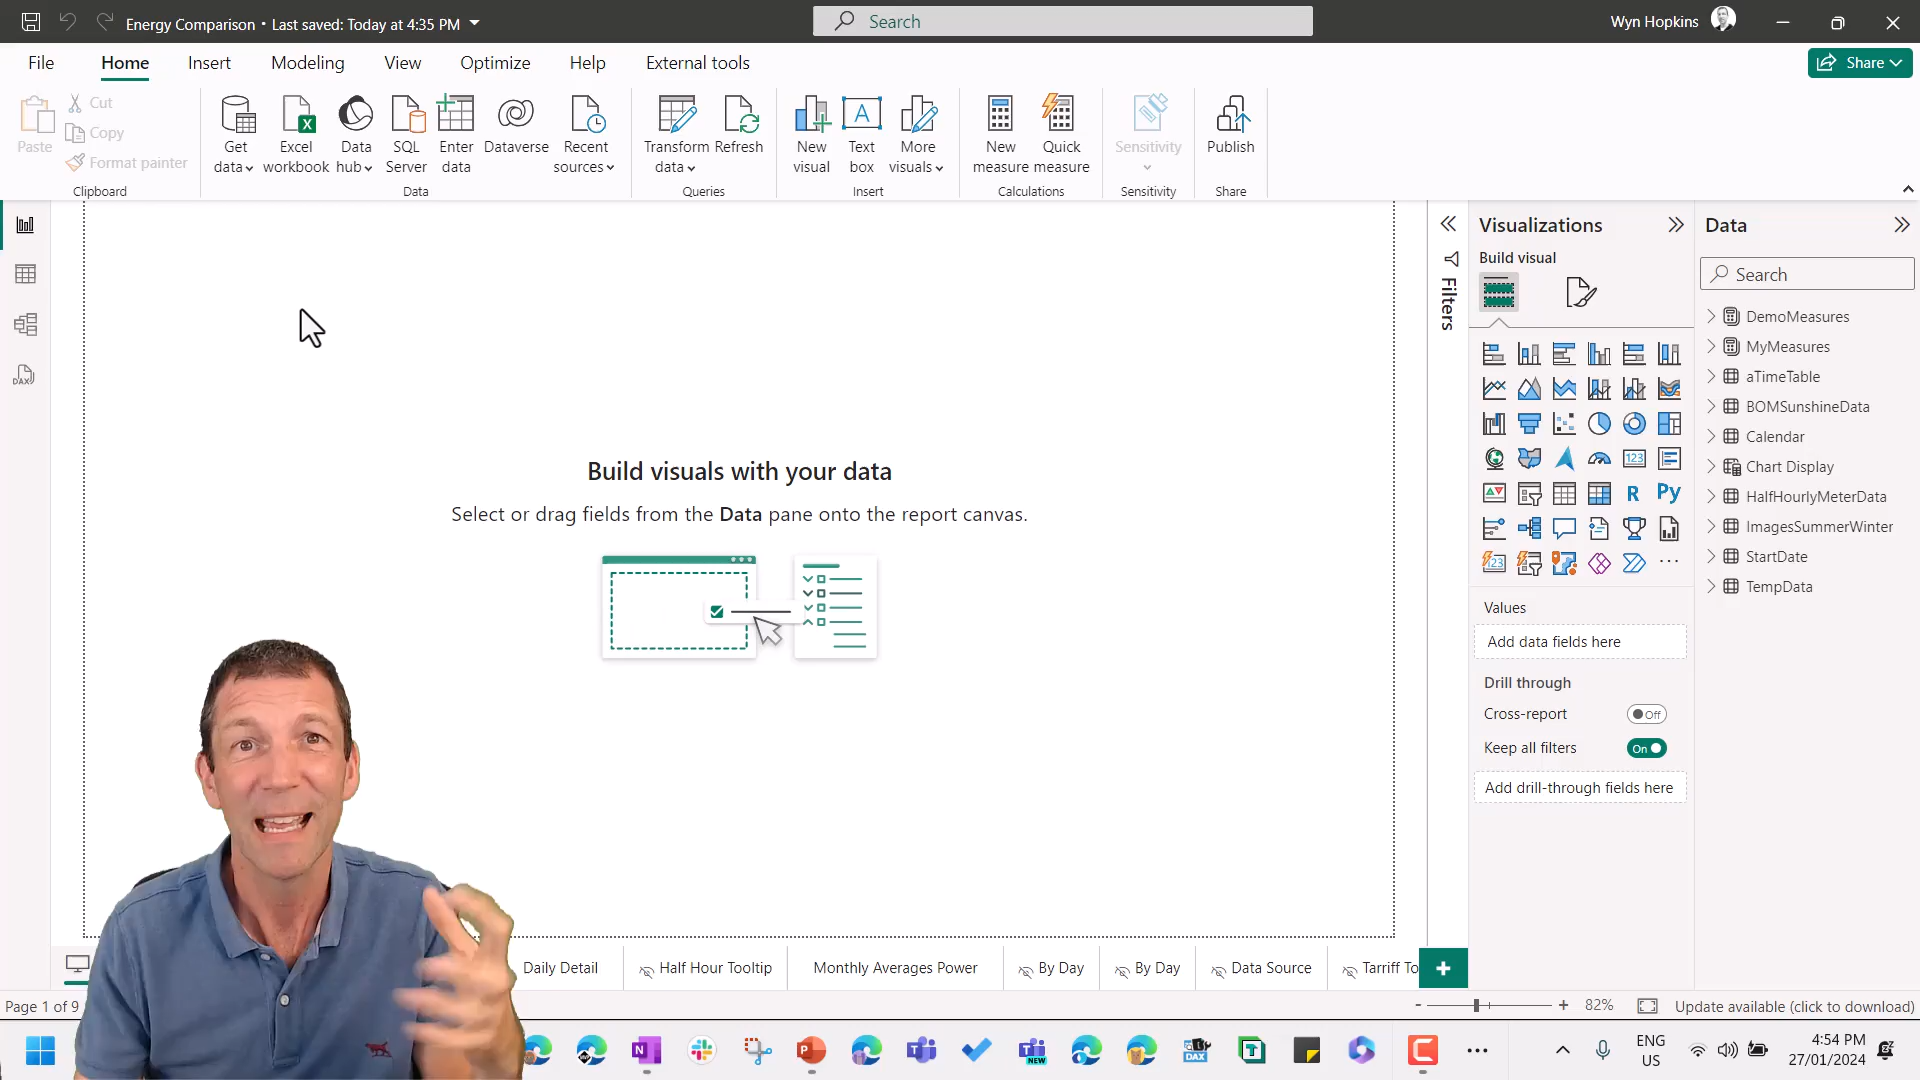 Energy Comparison • Last saved: Today at 4:35 PM
Search
Wyn Hopkins
File
Home
Insert
Modeling
View
Optimize
Help
External tools
Share
Paste
Cut
Copy
Format painter
Clipboard
Get data
Excel workbook
Data hub
SQL Server
Enter data
Dataverse
Recent sources
Data
Transform data
Refresh
Queries
New visual
Text box
More visuals
Insert
New measure
Quick measure
Calculations
Sensitivity
Sensitivity
Publish
Share
DAX
Build visuals with your data
Select or drag fields from the Data pane onto the report canvas.
Filters
Visualizations
Build visual
123
R
Py
123
Values
Add data fields here
Drill through
Cross-report
Off
Keep all filters
On
Add drill-through fields here
Data
Search
DemoMeasures
MyMeasures
aTimeTable
BOMSunshineData
Calendar
Chart Display
HalfHourlyMeterData
ImagesSummerWinter
StartDate
TempData
Daily Detail
Half Hour Tooltip
Monthly Averages Power
By Day
By Day
Data Source
Tarriff To
Page 1 of 9
82%
Update available (click to download)
NEW
DAX
ENG
US
4:54 PM
27/01/2024